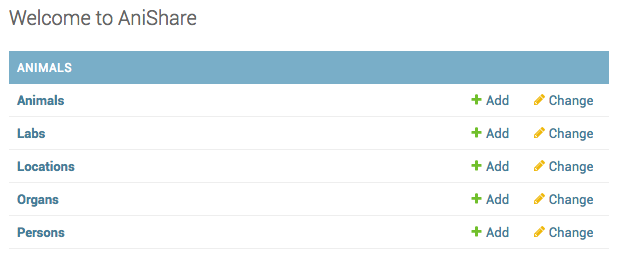 Welcome to AniShare
ANIMALS
Animals Add Change
Labs Add Change
Locations Add Change
Organs Add Change
Persons Add Change